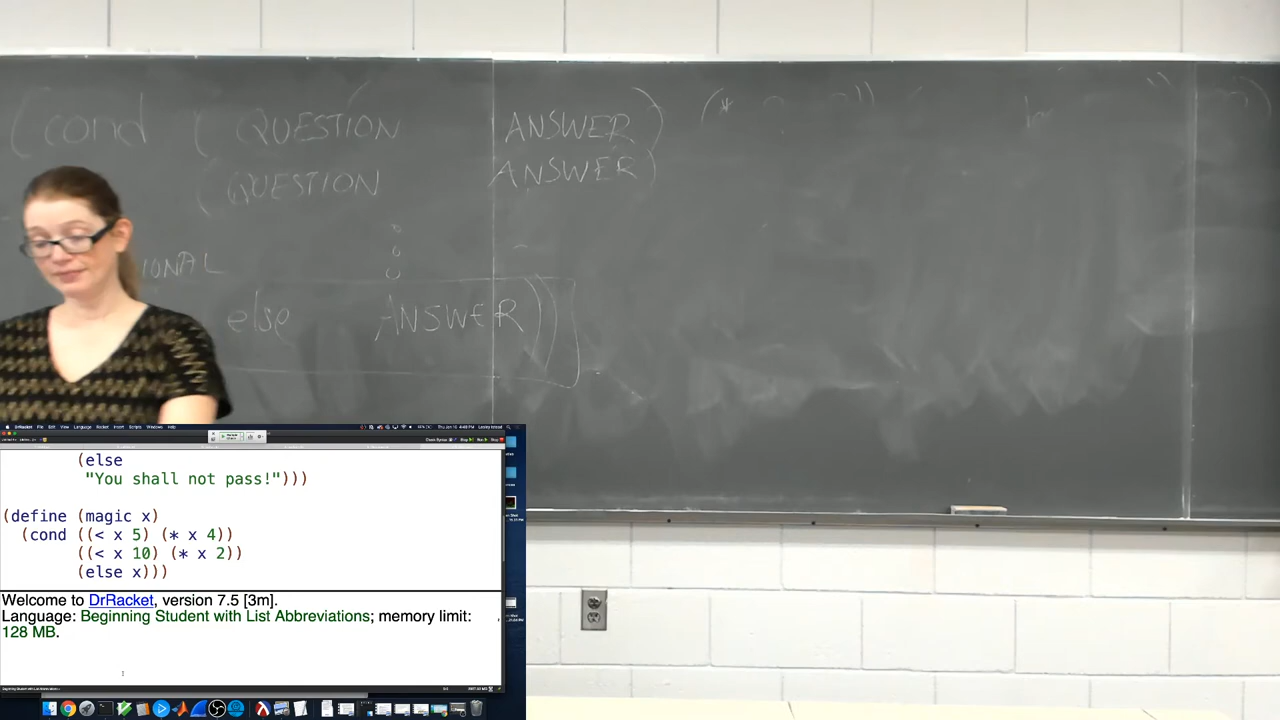 (cond ( QUESTION ANSWER) (*
( QUESTION ANSWER)
IONAL
else ANSWER))
(else
"You shall not pass!")))
(define (magic x)
(cond ((< x 5) (* x 4))
((< x 10) (* x 2))
(else x)))
Welcome to DrRacket, version 7.5 [3m].
Language: Beginning Student with List Abbreviations; memory limit:
128 MB.